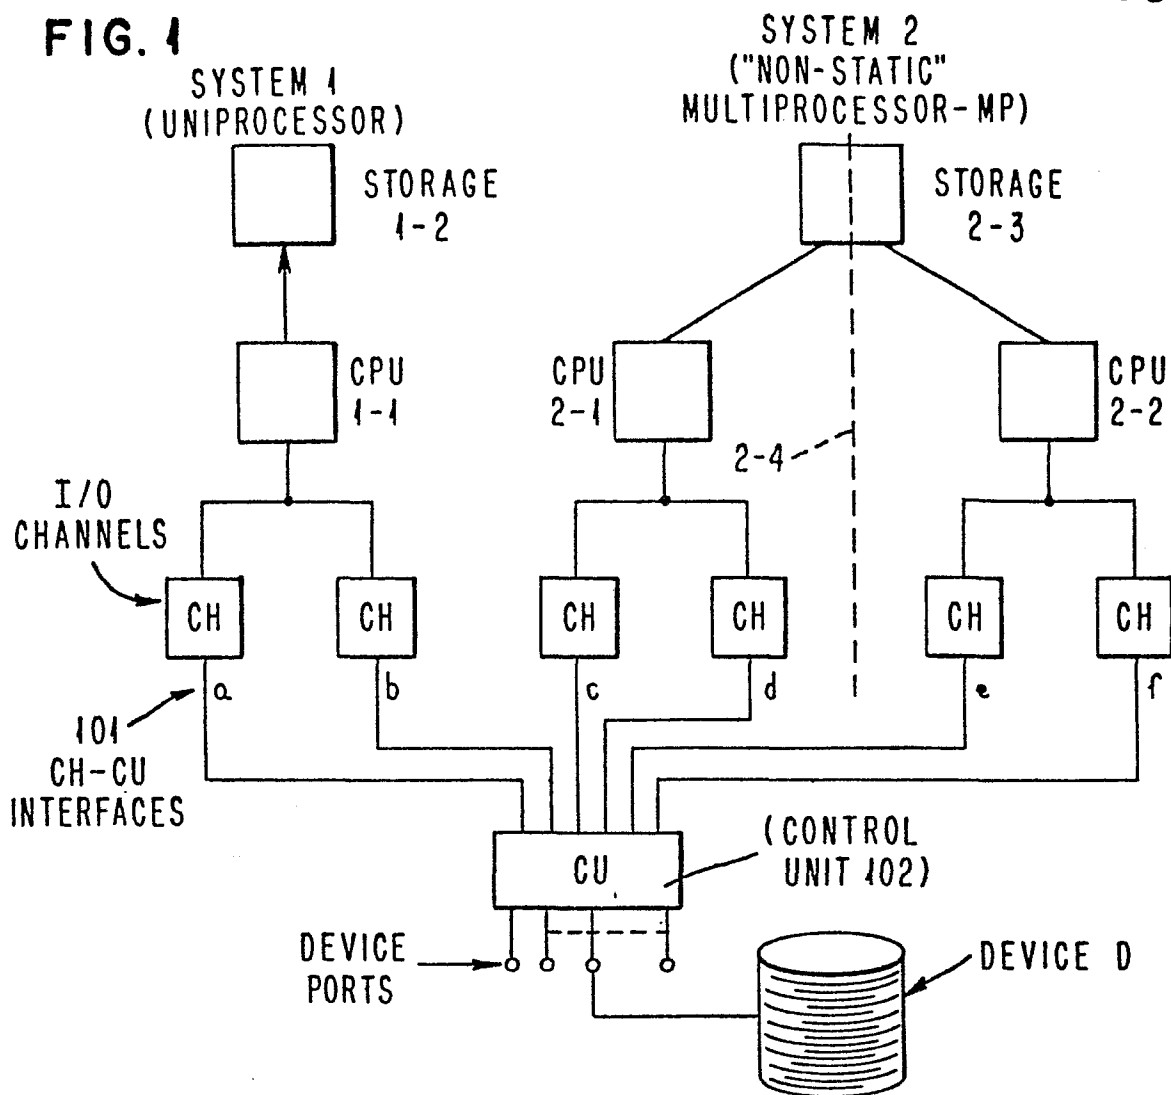 FIG. 1
SYSTEM 1
(UNIPROCESSOR)
STORAGE
1-2
CPU
1-1
I/O
CHANNELS
CH
CH
a
b
101
CH-CU
INTERFACES
SYSTEM 2
("NON-STATIC"
MULTIPROCESSOR-MP)
STORAGE
2-3
CPU
2-1
2-4
CPU
2-2
CH
CH
CH
CH
c
d
e
f
CU
(CONTROL
UNIT 102)
DEVICE
PORTS
DEVICE D